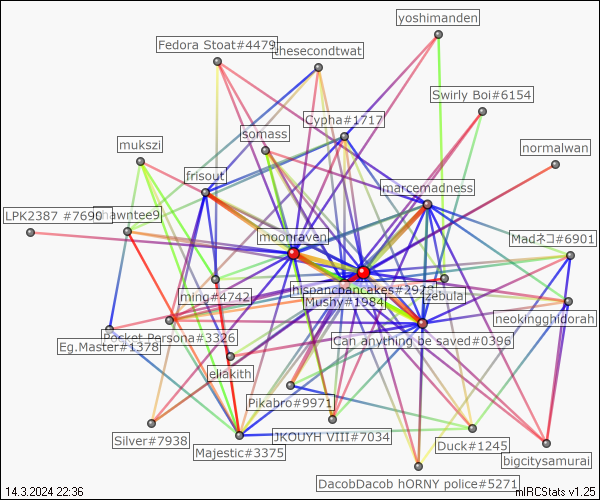 yoshimanden
Fedora Stoat#4479
thesecondtwat
Swirly Boi#6154
Cypha#1717
somass
mukszi
normalwan
frisout
marcemadness
LPK2387 #7690
hawntee9
moonraven
Madネコ#6901
ming#4742
hispancpancakes#292
zebula
Mushy#1984
neokingghidorah
Pocket Persona#3326
Can anything be saved#0396
Eg.Master#1378
eliakith
Pikabro#9971
Silver#7938
JKOUYH VIII#7034
Majestic#3375
Duck#1245
bigcitysamurai
DacobDacob hORNY police#5271
14.3.2024 22:36
mIRCStats v1.25